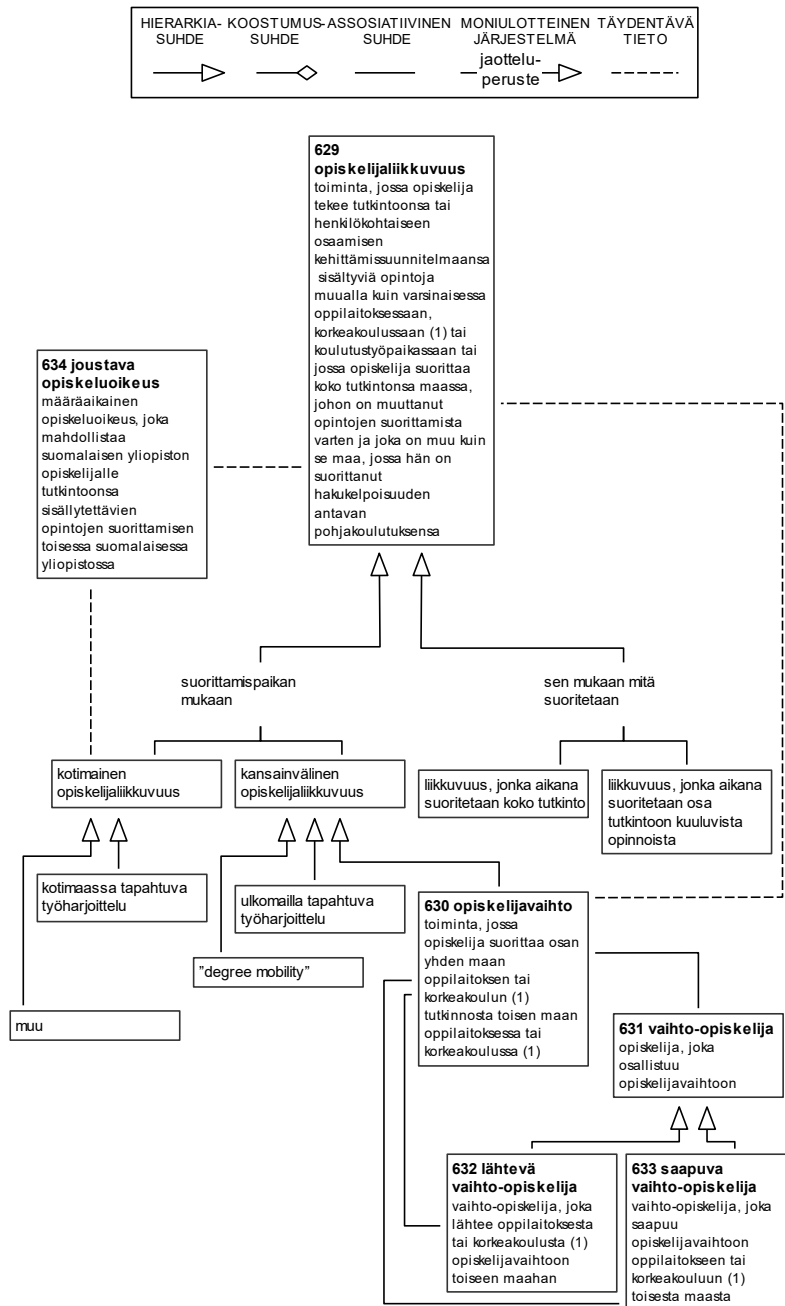 HIERARKIA- KOOSTUMUS- ASSOSIATIIVINEN MONIULOTTEINEN TÄYDENTÄVÄ
SUHDE SUHDE SUHDE JÄRJESTELMÄ TIETO
jaottelu-
peruste
629
opiskelijaliikkuvuus
toiminta, jossa opiskelija
tekee tutkintoonsa tai
henkilökohtaiseen
osaamisen
kehittämissuunnitelmaansa
sisältyviä opintoja
muualla kuin varsinaisessa
oppilaitoksessaan,
korkeakoulussaan (1) tai
koulutustyöpaikassaan tai
jossa opiskelija suorittaa
koko tutkintonsa maassa,
johon on muuttanut
opintojen suorittamista
varten ja joka on muu kuin
se maa, jossa hän on
suorittanut
hakukelpoisuuden
antavan
pohjakoulutuksensa
634 joustava
opiskeluoikeus
määräaikainen
opiskeluoikeus, joka
mahdollistaa
suomalaisen yliopiston
opiskelijalle
tutkintoonsa
sisällytettävien
opintojen suorittamisen
toisessa suomalaisessa
yliopistossa
suorittamispaikan
mukaan
sen mukaan mitä
suoritetaan
kotimainen
opiskelijaliikkuvuus
kansainvälinen
opiskelijaliikkuvuus
liikkuvuus, jonka aikana
suoritetaan koko tutkinto
liikkuvuus, jonka aikana
suoritetaan osa
tutkintoon kuuluvista
opinnoista
kotimaassa tapahtuva
työharjoittelu
ulkomailla tapahtuva
työharjoittelu
"degree mobility"
muu
630 opiskelijavaihto
toiminta, jossa
opiskelija suorittaa osan
yhden maan
oppilaitoksen tai
korkeakoulun (1)
tutkinnosta toisen maan
oppilaitoksessa tai
korkeakoulussa (1)
631 vaihto-opiskelija
opiskelija, joka
osallistuu
opiskelijavaihtoon
632 lähtevä
vaihto-opiskelija
vaihto-opiskelija, joka
lähtee oppilaitoksesta
tai korkeakoulusta (1)
opiskelijavaihtoon
toiseen maahan
633 saapuva
vaihto-opiskelija
vaihto-opiskelija, joka
saapuu
opiskelijavaihtoon
oppilaitokseen tai
korkeakouluun (1)
toisesta maasta